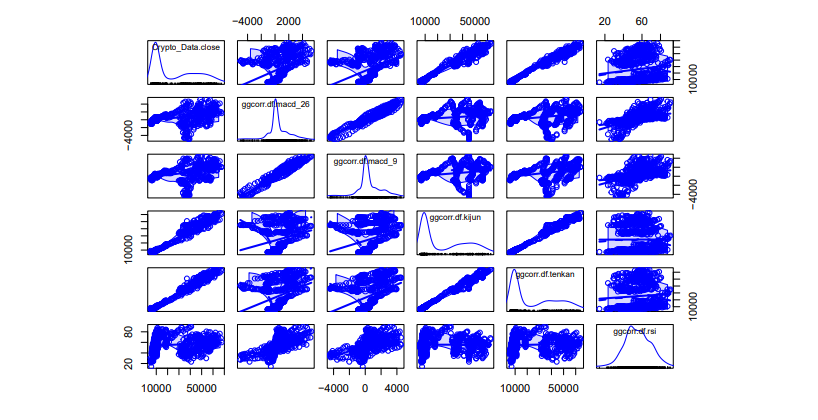 −4000 2000
10000 50000
20 60
Crypto_Data.close
10000
ggcorr.df.macd_26
−4000
ggcorr.df.macd_9
−4000
ggcorr.df.kijun
10000
ggcorr.df.tenkan
10000
ggcorr.df.rsi
20 80
10000 50000
−4000 0 4000
10000 50000